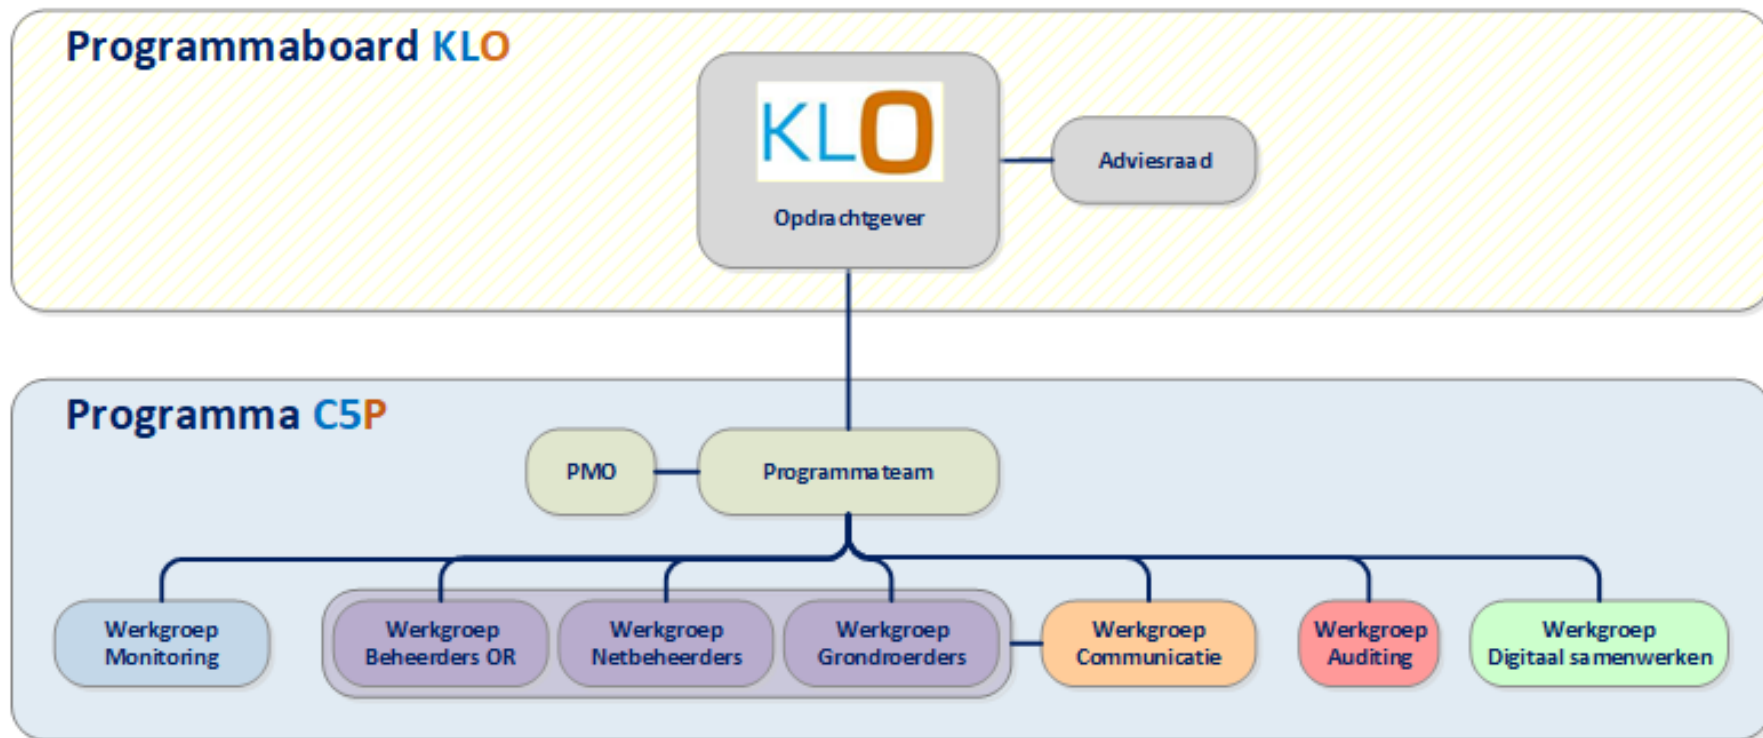 Programmaboard KLO
KLO
Opdrachtgever
Adviesraad
Programma C5P
PMO
Programmateam
Werkgroep
Monitoring
Werkgroep
Beheerders OR
Werkgroep
Netbeheerders
Werkgroep
Grondroerders
Werkgroep
Communicatie
Werkgroep
Auditing
Werkgroep
Digitaal samenwerken